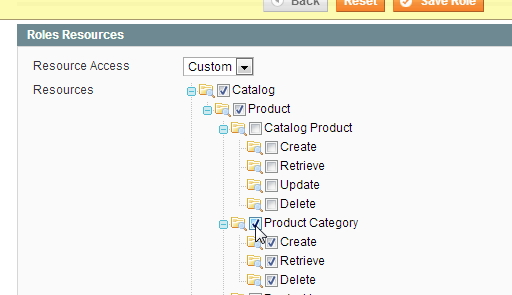 Back Reset Save Role
Roles Resources
Resource Access Custom
Resources Catalog
Product
Catalog Product
Create
Retrieve
Update
Delete
Product Category
Create
Retrieve
Delete